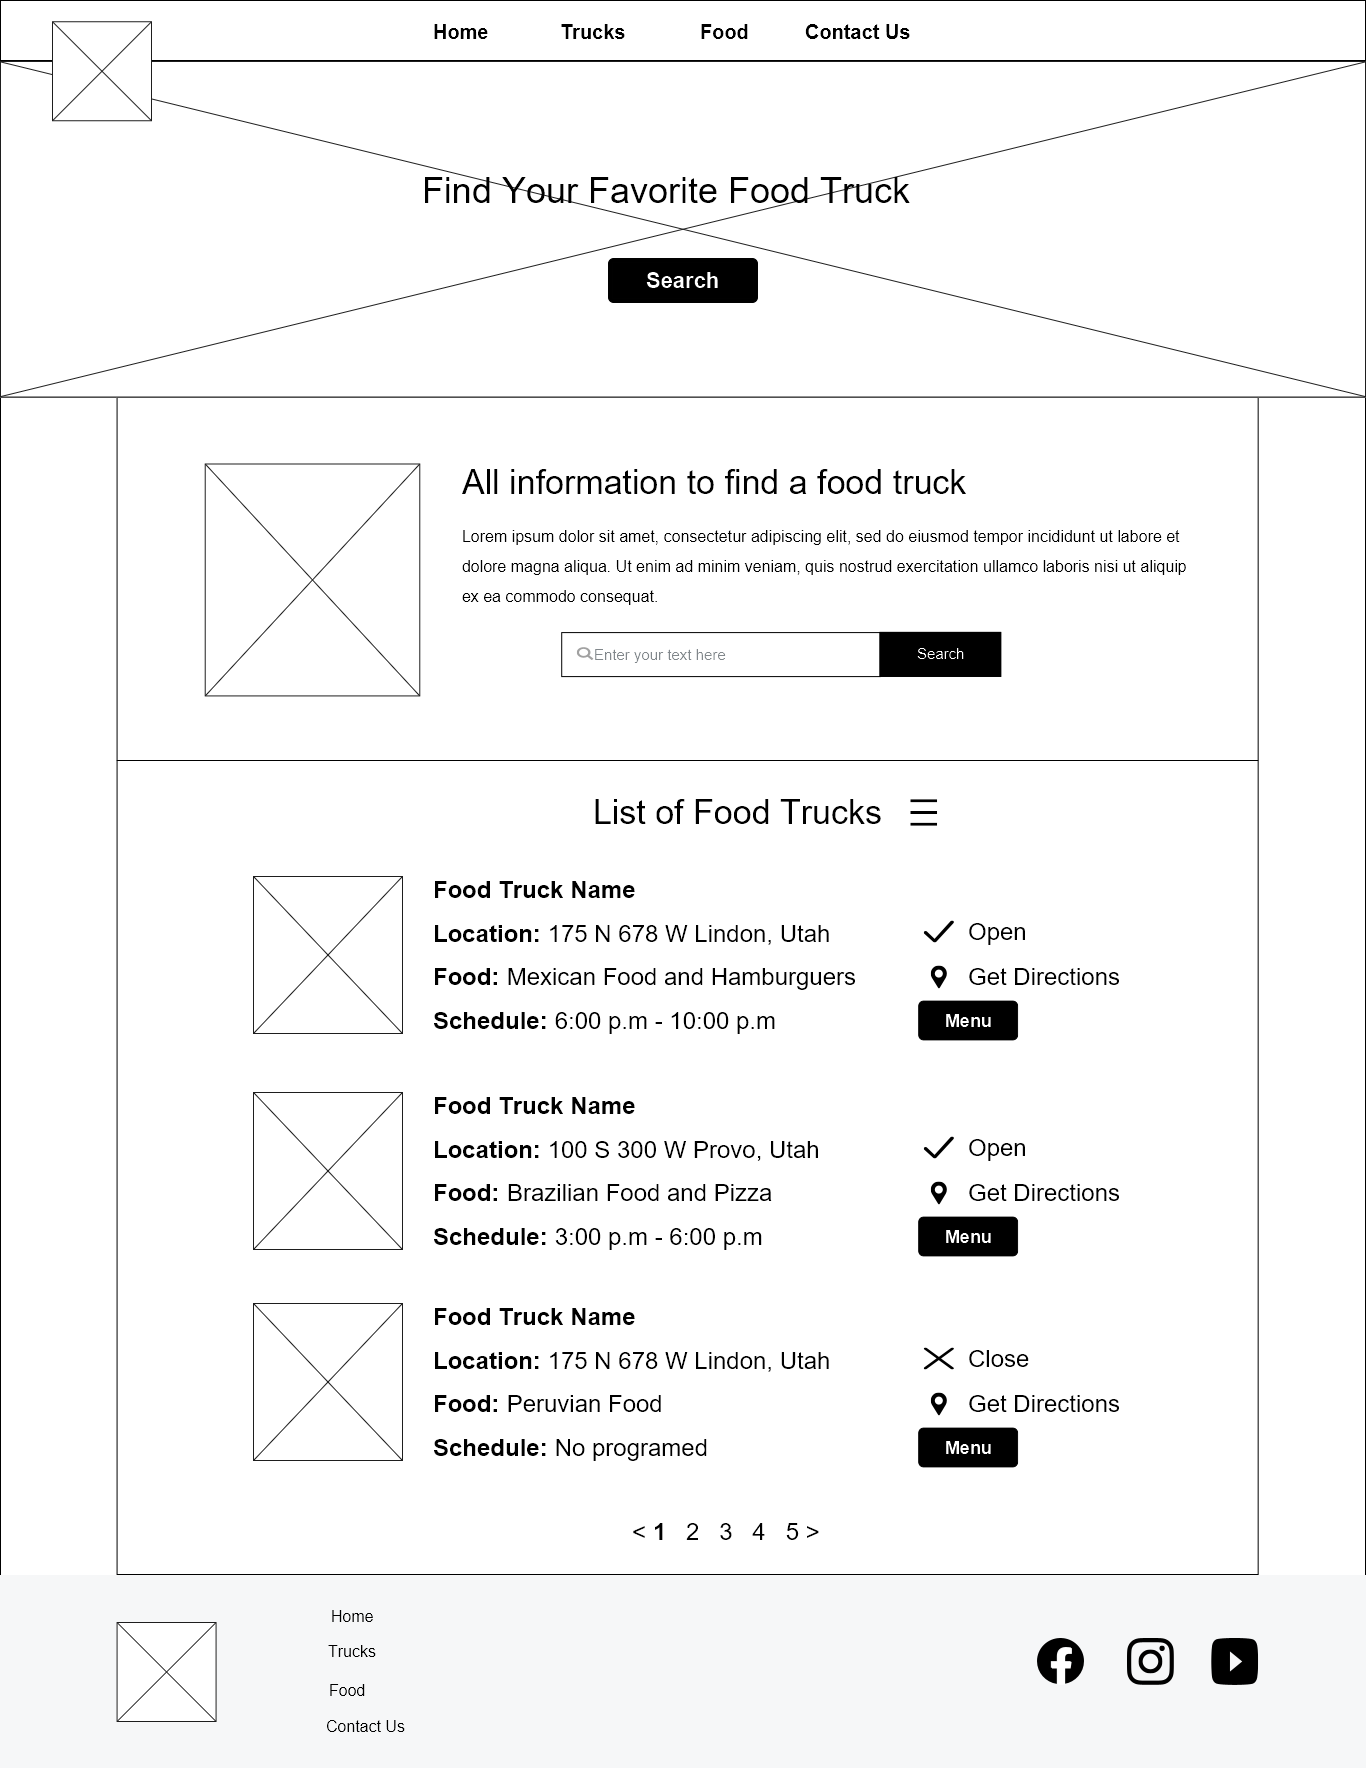 Home Trucks Food Contact Us
Find Your Favorite Food Truck
Search
All information to find a food truck
Lorem ipsum dolor sit amet, consectetur adipiscing elit, sed do eiusmod tempor incididunt ut labore et
dolore magna aliqua. Ut enim ad minim veniam, quis nostrud exercitation ullamco laboris nisi ut aliquip
ex ea commodo consequat.
Enter your text here Search
List of Food Trucks
Food Truck Name
Location: 175 N 678 W Lindon, Utah
Food: Mexican Food and Hamburguers
Schedule: 6:00 p.m - 10:00 p.m
Open
Get Directions
Menu
Food Truck Name
Location: 100 S 300 W Provo, Utah
Food: Brazilian Food and Pizza
Schedule: 3:00 p.m - 6:00 p.m
Open
Get Directions
Menu
Food Truck Name
Location: 175 N 678 W Lindon, Utah
Food: Peruvian Food
Schedule: No programed
Close
Get Directions
Menu
< 1 2 3 4 5 >
Home
Trucks
Food
Contact Us